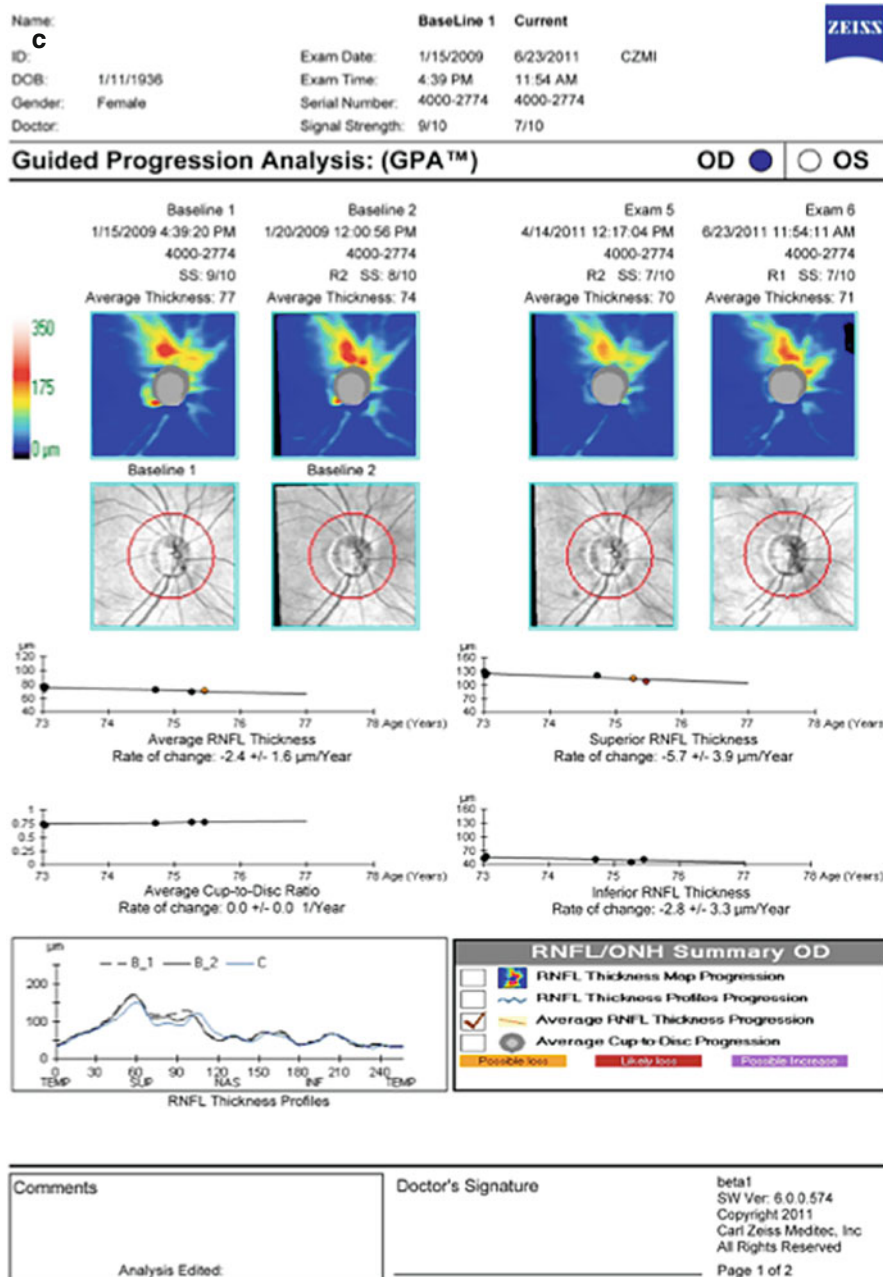 Name: BaseLine 1 Current
C
ZEISS
ID: Exam Date: 1/15/2009 6/23/2011 CZMI
DOB: 1/11/1936 Exam Time: 4:39 PM 11:54 AM
Gender: Female Serial Number: 4000-2774 4000-2774
Doctor: Signal Strength: 9/10 7/10
Guided Progression Analysis: (GPA™) OD OS
Baseline 1 Baseline 2 Exam 5 Exam 6
1/15/2009 4:39:20 PM 1/20/2009 12:00:56 PM 4/14/2011 12:17:04 PM 6/23/2011 11:54:11 AM
4000-2774 4000-2774 4000-2774 4000-2774
SS: 9/10 R2 SS: 8/10 R2 SS: 7/10 R1 SS: 7/10
Average Thickness: 77 Average Thickness: 74 Average Thickness: 70 Average Thickness: 71
350
175
0 µm
Baseline 1 Baseline 2
µm
120
100
80
60
40
73 74 75 76 77 78 Age (Years)
Average RNFL Thickness
Rate of change: -2.4 +/- 1.6 µm/Year
µm
160
130
100
70
40
73 74 75 76 77 78 Age (Years)
Superior RNFL Thickness
Rate of change: -5.7 +/- 3.9 µm/Year
1
0.75
0.5
0.25
0
73 74 75 76 77 78 Age (Years)
Average Cup-to-Disc Ratio
Rate of change: 0.0 +/- 0.0 1/Year
µm
160
130
100
70
40
73 74 75 76 77 78 Age (Years)
Inferior RNFL Thickness
Rate of change: -2.8 +/- 3.3 µm/Year
µm
B_1 B_2 C
200
100
0
0 30 60 90 120 150 180 210 240
TEMP SUP NAS INF TEMP
RNFL Thickness Profiles
RNFL/ONH Summary OD
RNFL Thickness Map Progression
RNFL Thickness Profiles Progression
Average RNFL Thickness Progression
Average Cup-to-Disc Progression
Possible loss Likely loss Possible Increase
Comments
Doctor's Signature
beta1
SW Ver: 6.0.0.574
Copyright 2011
Carl Zeiss Meditec, Inc
All Rights Reserved
Analysis Edited:
Page 1 of 2